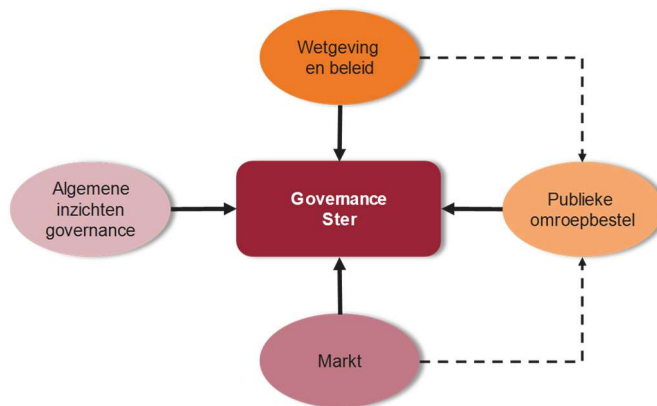 Wetgeving
en beleid
Algemene
inzichten
governance
Governance
Ster
Publieke
omroepbestel
Markt